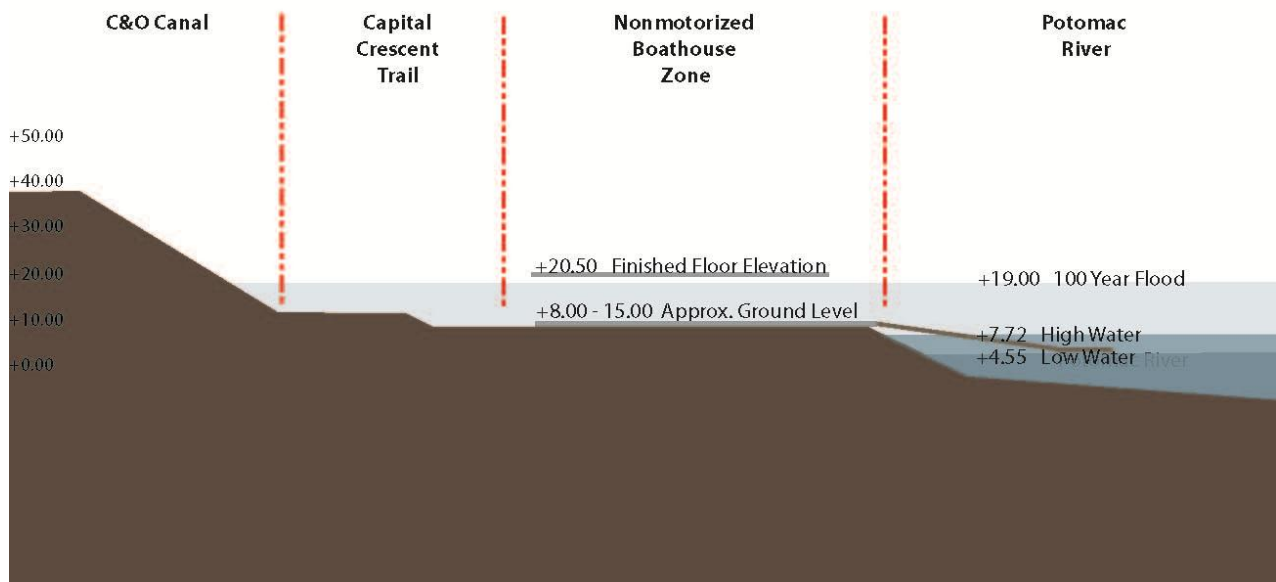 C&O Canal
Capital
Crescent
Trail
Nonmotorized
Boathouse
Zone
Potomac
River
+50.00
+40.00
+30.00
+20.00
+10.00
+0.00
+20.50 Finished Floor Elevation
+8.00 - 15.00 Approx. Ground Level
+19.00 100 Year Flood
+7.72 High Water
+4.55 Low Water
River